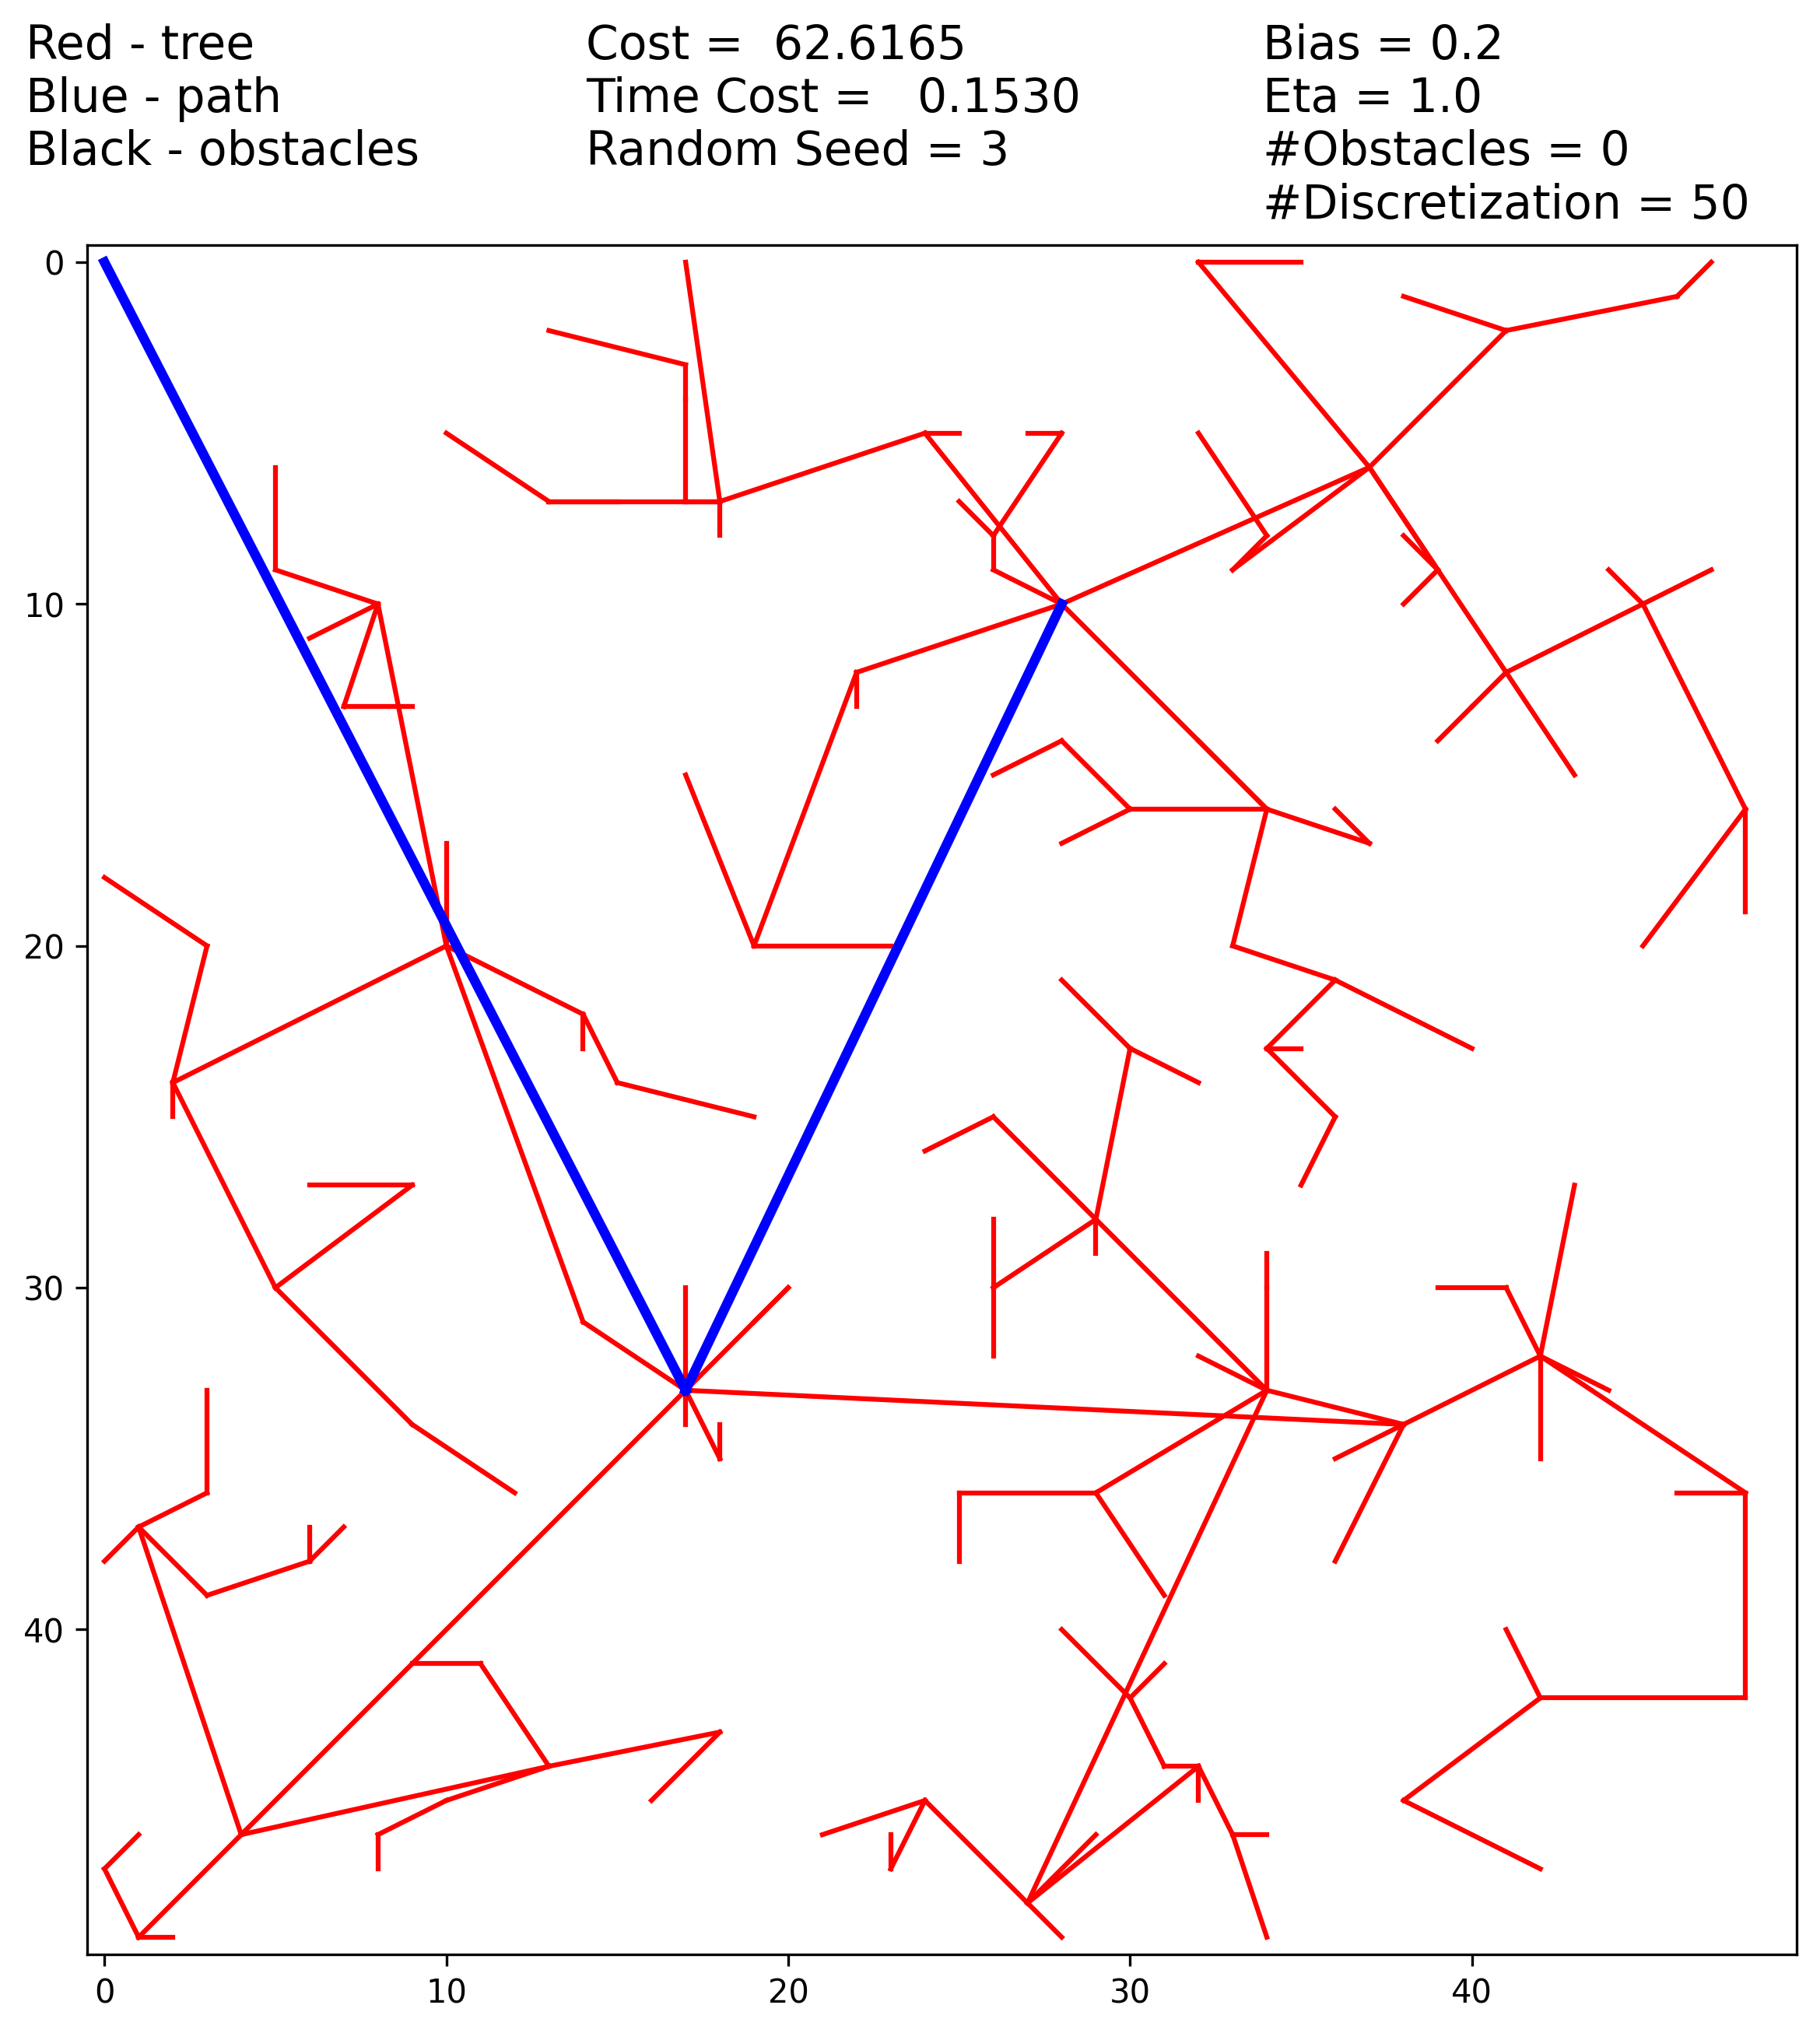 Red - tree
Blue - path
Black - obstacles
Cost =  62.6165
Time Cost =   0.1530
Random Seed = 3
Bias = 0.2
Eta = 1.0
#Obstacles = 0
#Discretization = 50
0
10
20
30
40
0
10
20
30
40